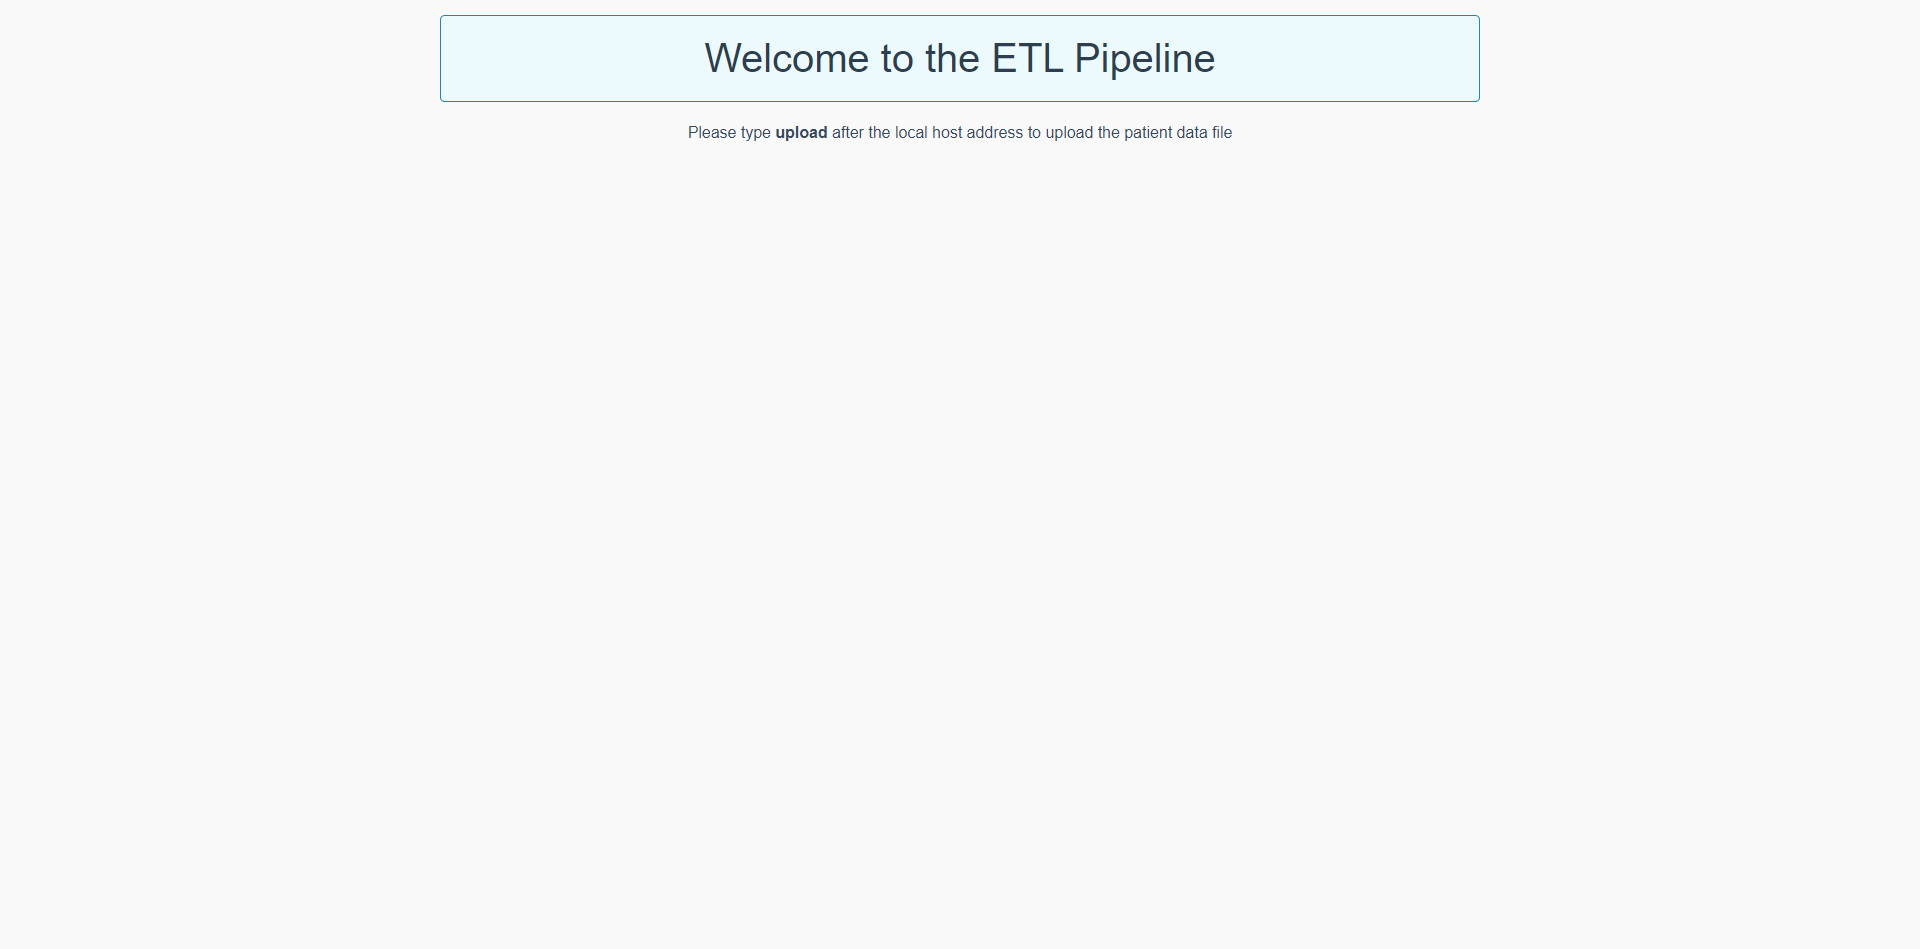 Welcome to the ETL Pipeline
Please type upload after the local host address to upload the patient data file